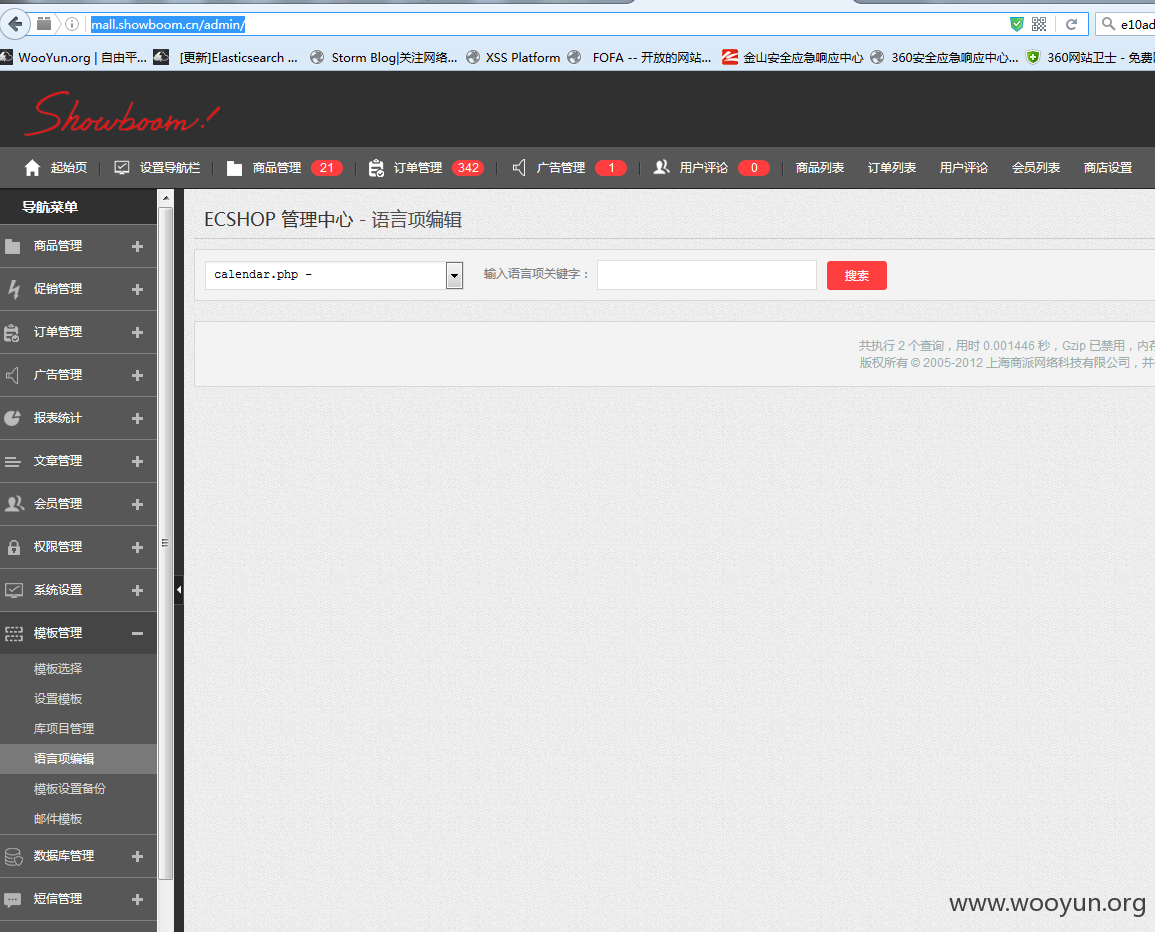 mall.showboom.cn/admin/
e10ad
WooYun.org | 自由平...
[更新]Elasticsearch ...
Storm Blog|关注网络...
XSS Platform
FOFA -- 开放的网站...
金山安全应急响应中心
360安全应急响应中心...
360网站卫士 - 免费
Showboom!
起始页
设置导航栏
商品管理 21
订单管理 342
广告管理 1
用户评论 0
商品列表
订单列表
用户评论
会员列表
商店设置
导航菜单
商品管理
促销管理
订单管理
广告管理
报表统计
文章管理
会员管理
权限管理
系统设置
模板管理
模板选择
设置模板
库项目管理
语言项编辑
模板设置备份
邮件模板
数据库管理
短信管理
ECSHOP 管理中心 - 语言项编辑
calendar.php -
输入语言项关键字：
搜索
共执行 2 个查询，用时 0.001446 秒，Gzip 已禁用，内存
版权所有 © 2005-2012 上海商派网络科技有限公司，并
www.wooyun.org